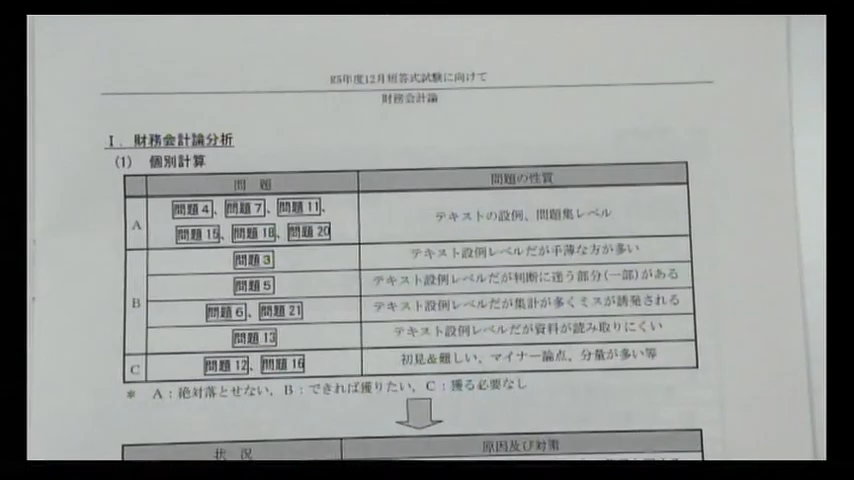 R5年度12月短答式試験に向けて
財務会計論
Ⅰ. 財務会計論分析
(1) 個別計算
問 題 問題の性質
A 問題4、問題7、問題11、
問題15、問題18、問題20 テキストの設例、問題集レベル
B 問題3 テキスト設例レベルだが手薄な方が多い
問題5 テキスト設例レベルだが判断に迷う部分(一部)がある
問題6、問題21 テキスト設例レベルだが集計が多くミスが誘発される
問題13 テキスト設例レベルだが資料が読み取りにくい
C 問題12、問題16 初見&難しい、マイナー論点、分量が多い等
* A:絶対落とせない、B:できれば獲りたい、C:獲る必要なし
状 況 原因及び対策